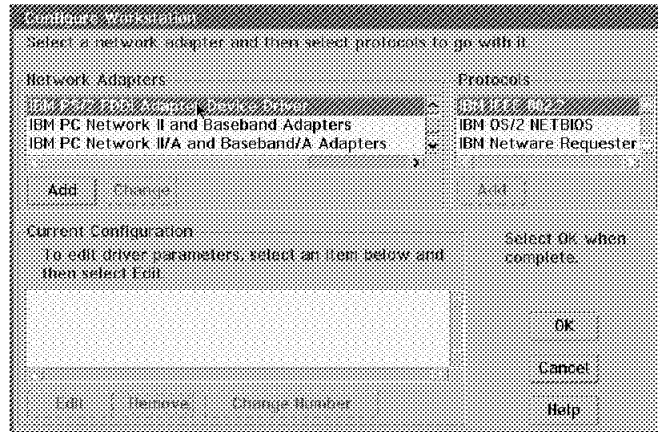 Configure Workstation
Select a network adapter and then select protocols to go with it.
Network Adapters
IBM PS/2 FDDI Adapter Device Driver
IBM PC Network II and Baseband Adapters
IBM PC Network II/A and Baseband/A Adapters
Add
Change
Protocols
IBM IEEE 802.2
IBM OS/2 NETBIOS
IBM Netware Requester
Add
Current Configuration
To edit driver parameters, select an item below and
then select Edit.
Select OK when
complete.
Edit
Remove
Change Number
OK
Cancel
Help